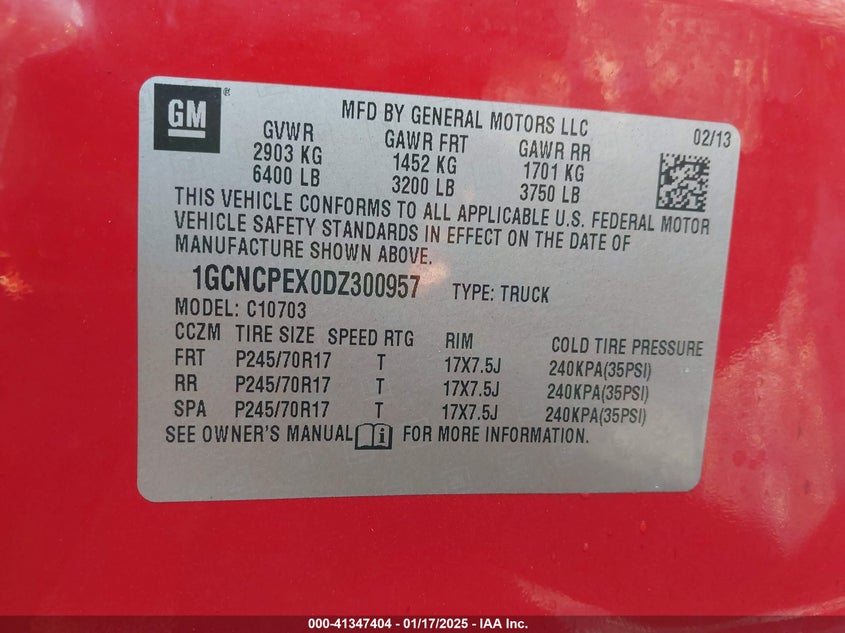 GM ® MFD BY GENERAL MOTORS LLC 02/13
GVWR GAWR FRT GAWR RR
2903 KG 1452 KG 1701 KG
6400 LB 3200 LB 3750 LB
THIS VEHICLE CONFORMS TO ALL APPLICABLE U.S. FEDERAL MOTOR
VEHICLE SAFETY STANDARDS IN EFFECT ON THE DATE OF
MANUFACTURE SHOWN ABOVE.
1GCNCPEX0DZ300957 TYPE: TRUCK
MODEL: C10703
CCZM TIRE SIZE SPEED RTG RIM COLD TIRE PRESSURE
FRT P245/70R17 T 17X7.5J 240KPA(35PSI)
RR P245/70R17 T 17X7.5J 240KPA(35PSI)
SPA P245/70R17 T 17X7.5J 240KPA(35PSI)
SEE OWNER'S MANUAL i FOR MORE INFORMATION.
000-41347404 - 01/17/2025 - IAA Inc.